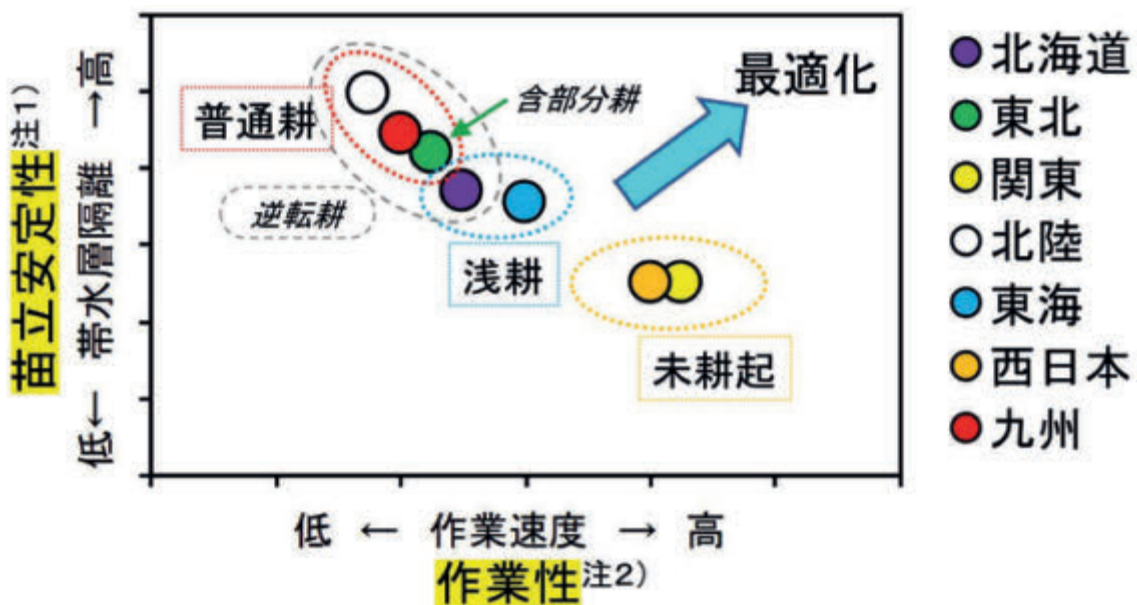 苗立安定性注1)
低← 帯水層隔離 →高
普通耕
含部分耕
最適化
逆転耕
浅耕
未耕起
北海道
東北
関東
北陸
東海
西日本
九州
低 ← 作業速度 → 高
作業性注2)